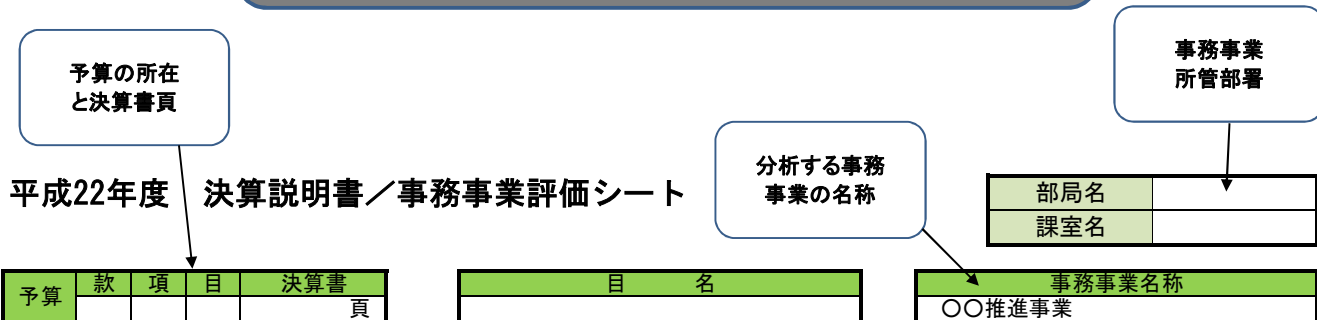 予算の所在
と決算書頁
事務事業
所管部署
分析する事務
事業の名称
平成22年度　決算説明書／事務事業評価シート
部局名
課室名
予算 款 項 目 決算書
頁
目　　名
事務事業名称
〇〇推進事業